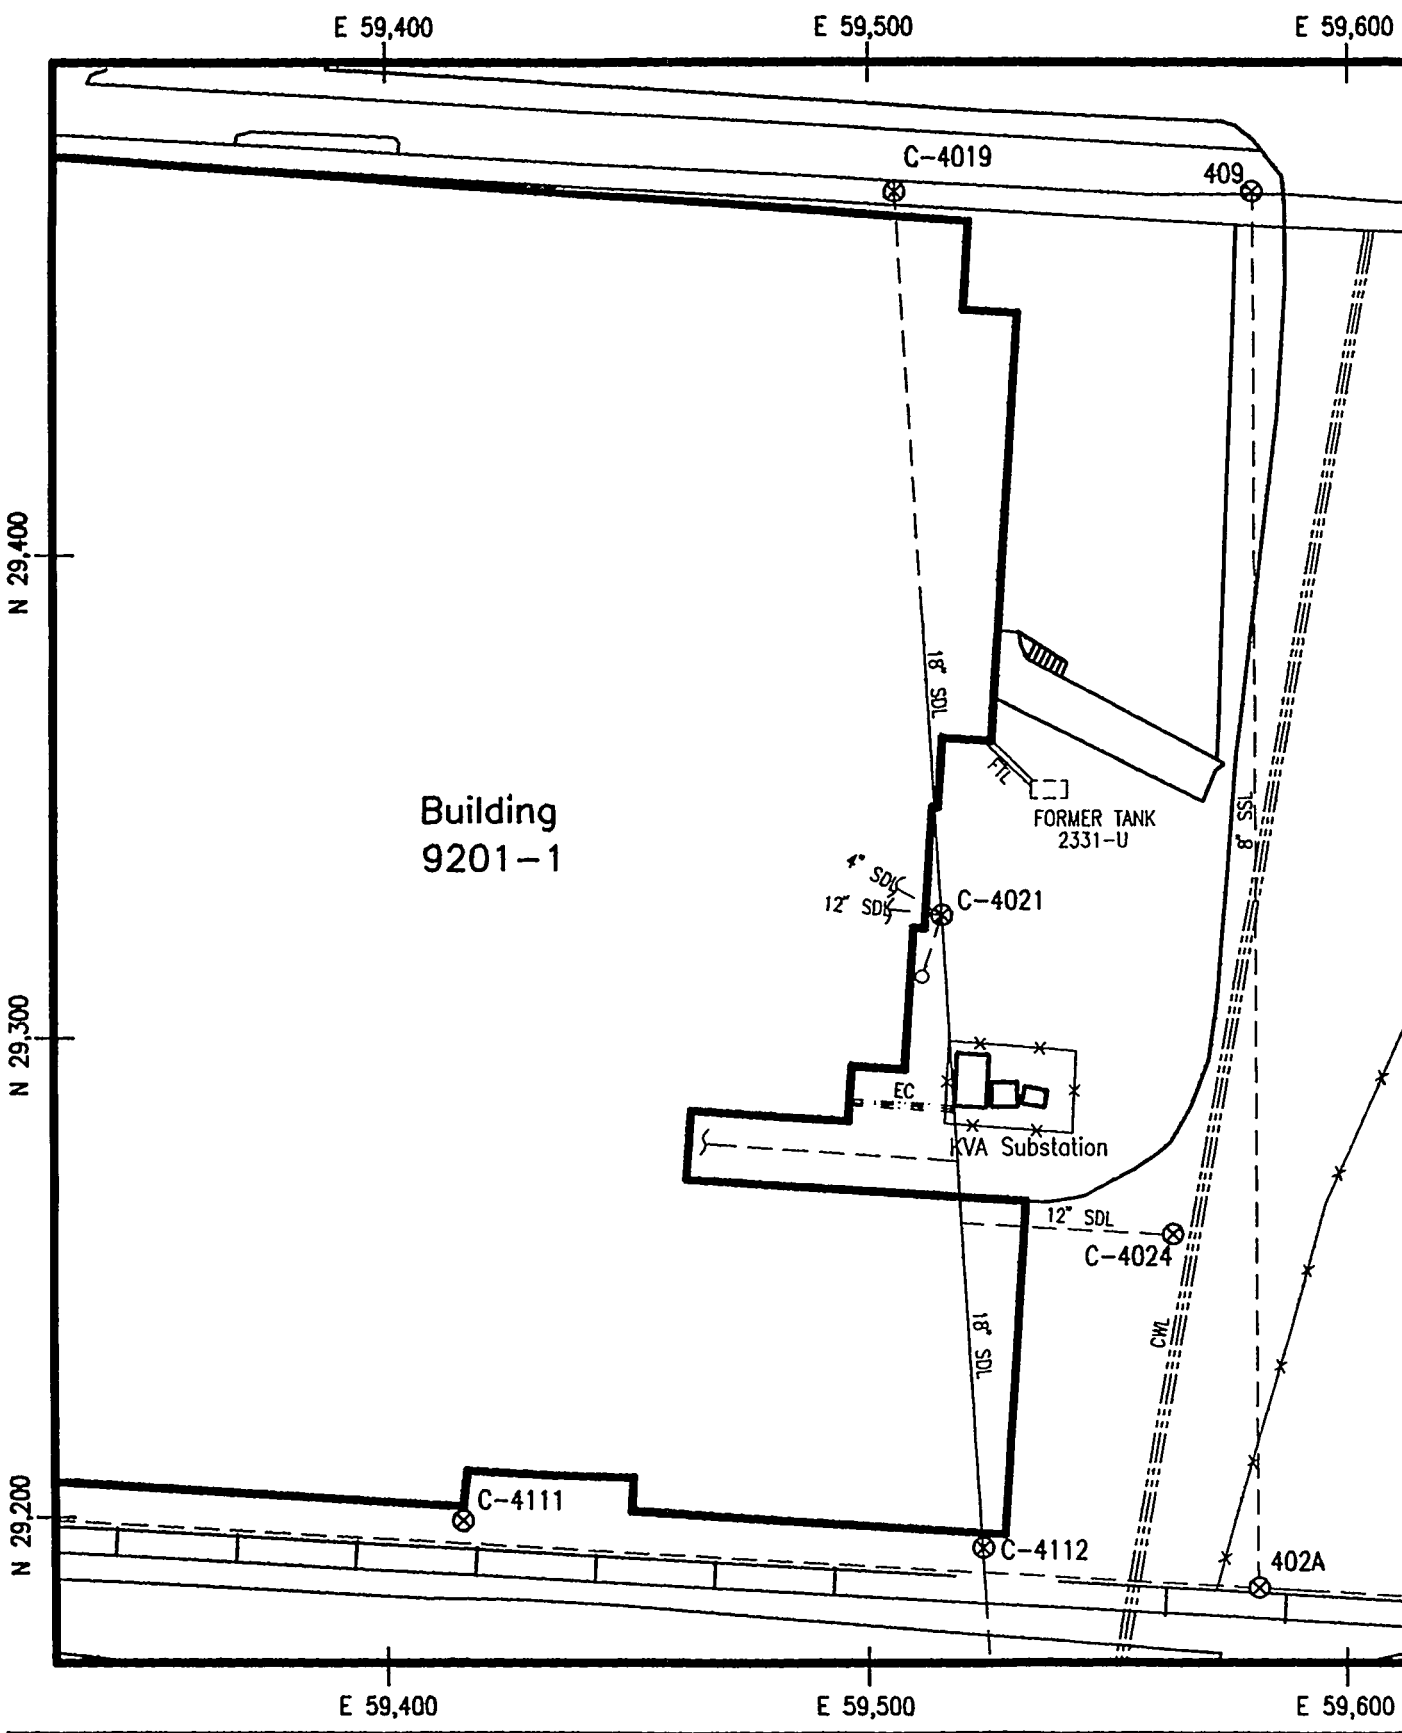 E 59,400
E 59,500
E 59,600
C-4019
409
N 29,400
18" SDL
FTL
FORMER TANK
2331-U
Building
9201-1
8" SSL
4" SDL
12" SDL
C-4021
N 29,300
EC
KVA Substation
12" SDL
C-4024
18" SDL
CWL
N 29,200
C-4111
C-4112
402A
E 59,400
E 59,500
E 59,600